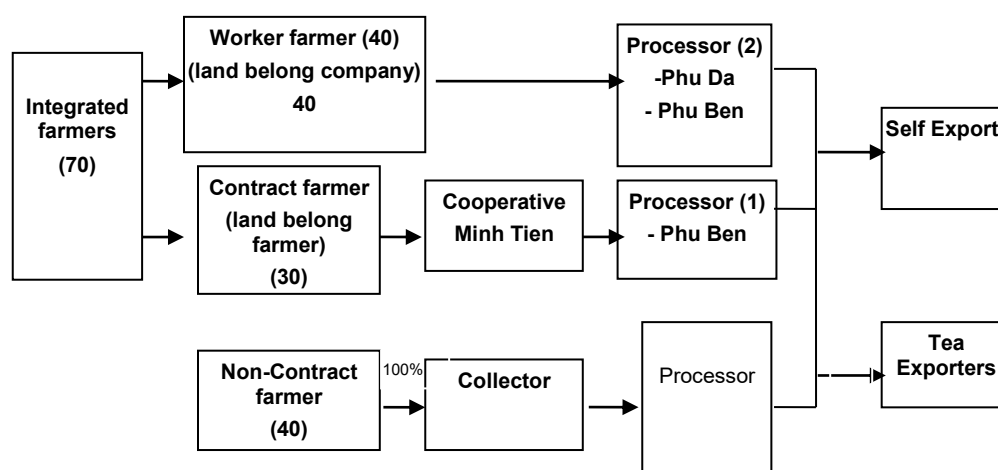 Integrated
farmers
(70)
Worker farmer (40)
(land belong company)
40
Processor (2)
-Phu Da
- Phu Ben
Self Export
Contract farmer
(land belong
farmer)
(30)
Cooperative
Minh Tien
Processor (1)
- Phu Ben
Non-Contract
farmer
(40)
100%
Collector
Processor
Tea
Exporters